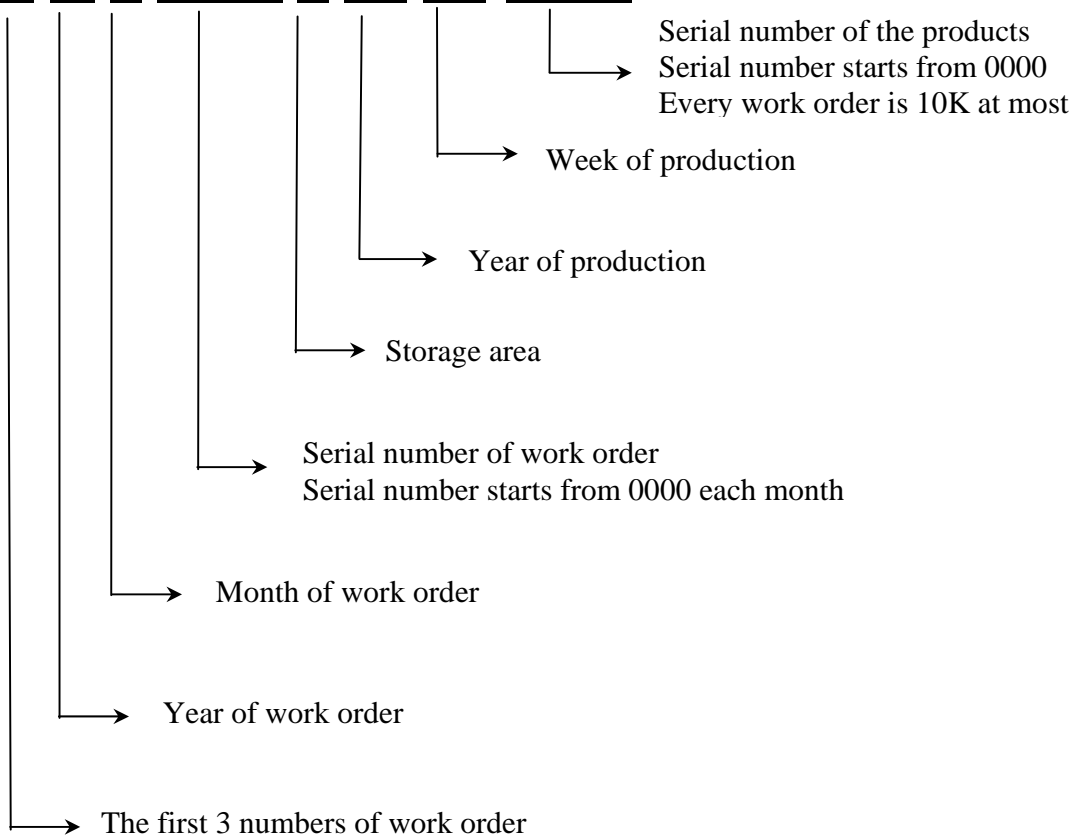 Serial number of the products
Serial number starts from 0000
Every work order is 10K at most
Week of production
Year of production
Storage area
Serial number of work order
Serial number starts from 0000 each month
Month of work order
Year of work order
The first 3 numbers of work order